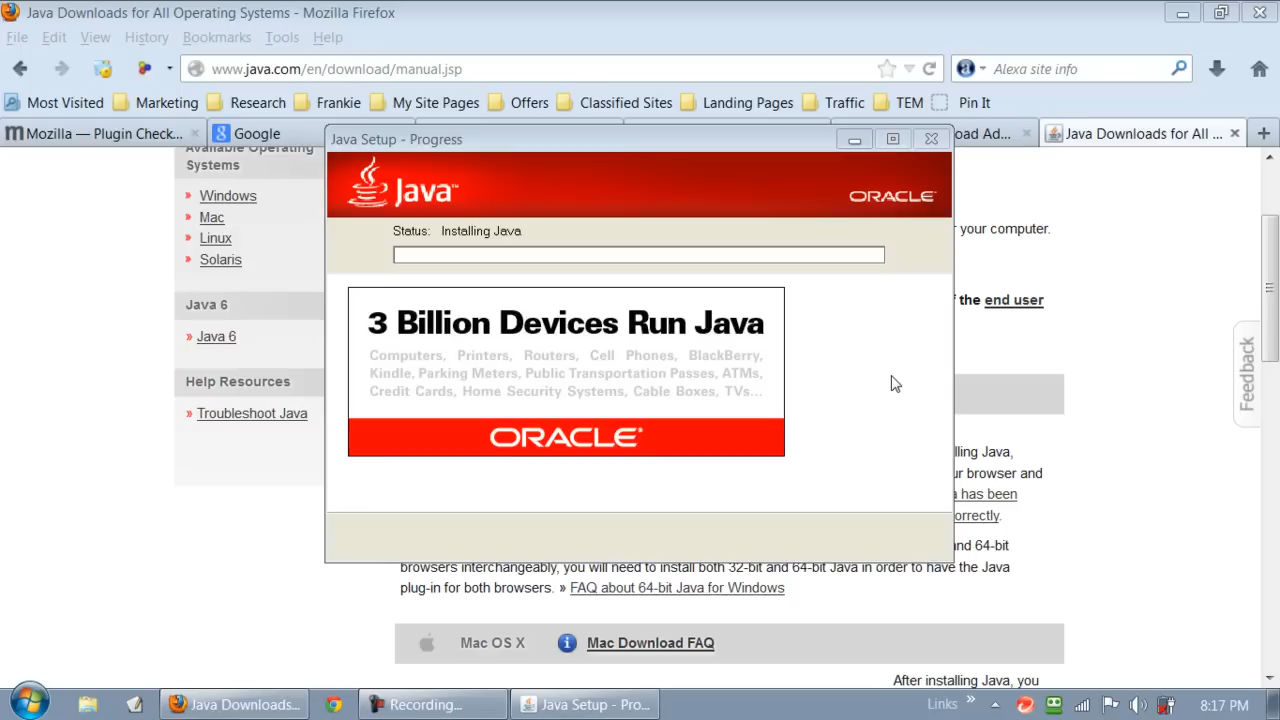 Java Downloads for All Operating Systems - Mozilla Firefox
File Edit View History Bookmarks Tools Help
www.java.com/en/download/manual.jsp
a Alexa site info
Most Visited Marketing Research Frankie My Site Pages Offers Classified Sites Landing Pages Traffic TEM Pin It
m Mozilla — Plugin Check...
Google
oad Ad...
Java Downloads for All ...
Available Operating
Systems
» Windows
» Mac
» Linux
» Solaris
Java 6
» Java 6
Help Resources
» Troubleshoot Java
Java Setup - Progress
Java™
ORACLE®
Status: Installing Java
3 Billion Devices Run Java
Computers, Printers, Routers, Cell Phones, BlackBerry,
Kindle, Parking Meters, Public Transportation Passes, ATMs,
Credit Cards, Home Security Systems, Cable Boxes, TVs...
ORACLE®
your computer.
f the end user
lling Java,
ur browser and
a has been
orrectly.
and 64-bit
browsers interchangeably, you will need to install both 32-bit and 64-bit Java in order to have the Java
plug-in for both browsers. » FAQ about 64-bit Java for Windows
Mac OS X i Mac Download FAQ
After installing Java, you
Feedback
Java Downloads...
Recording...
Java Setup - Pro...
Links »
8:17 PM